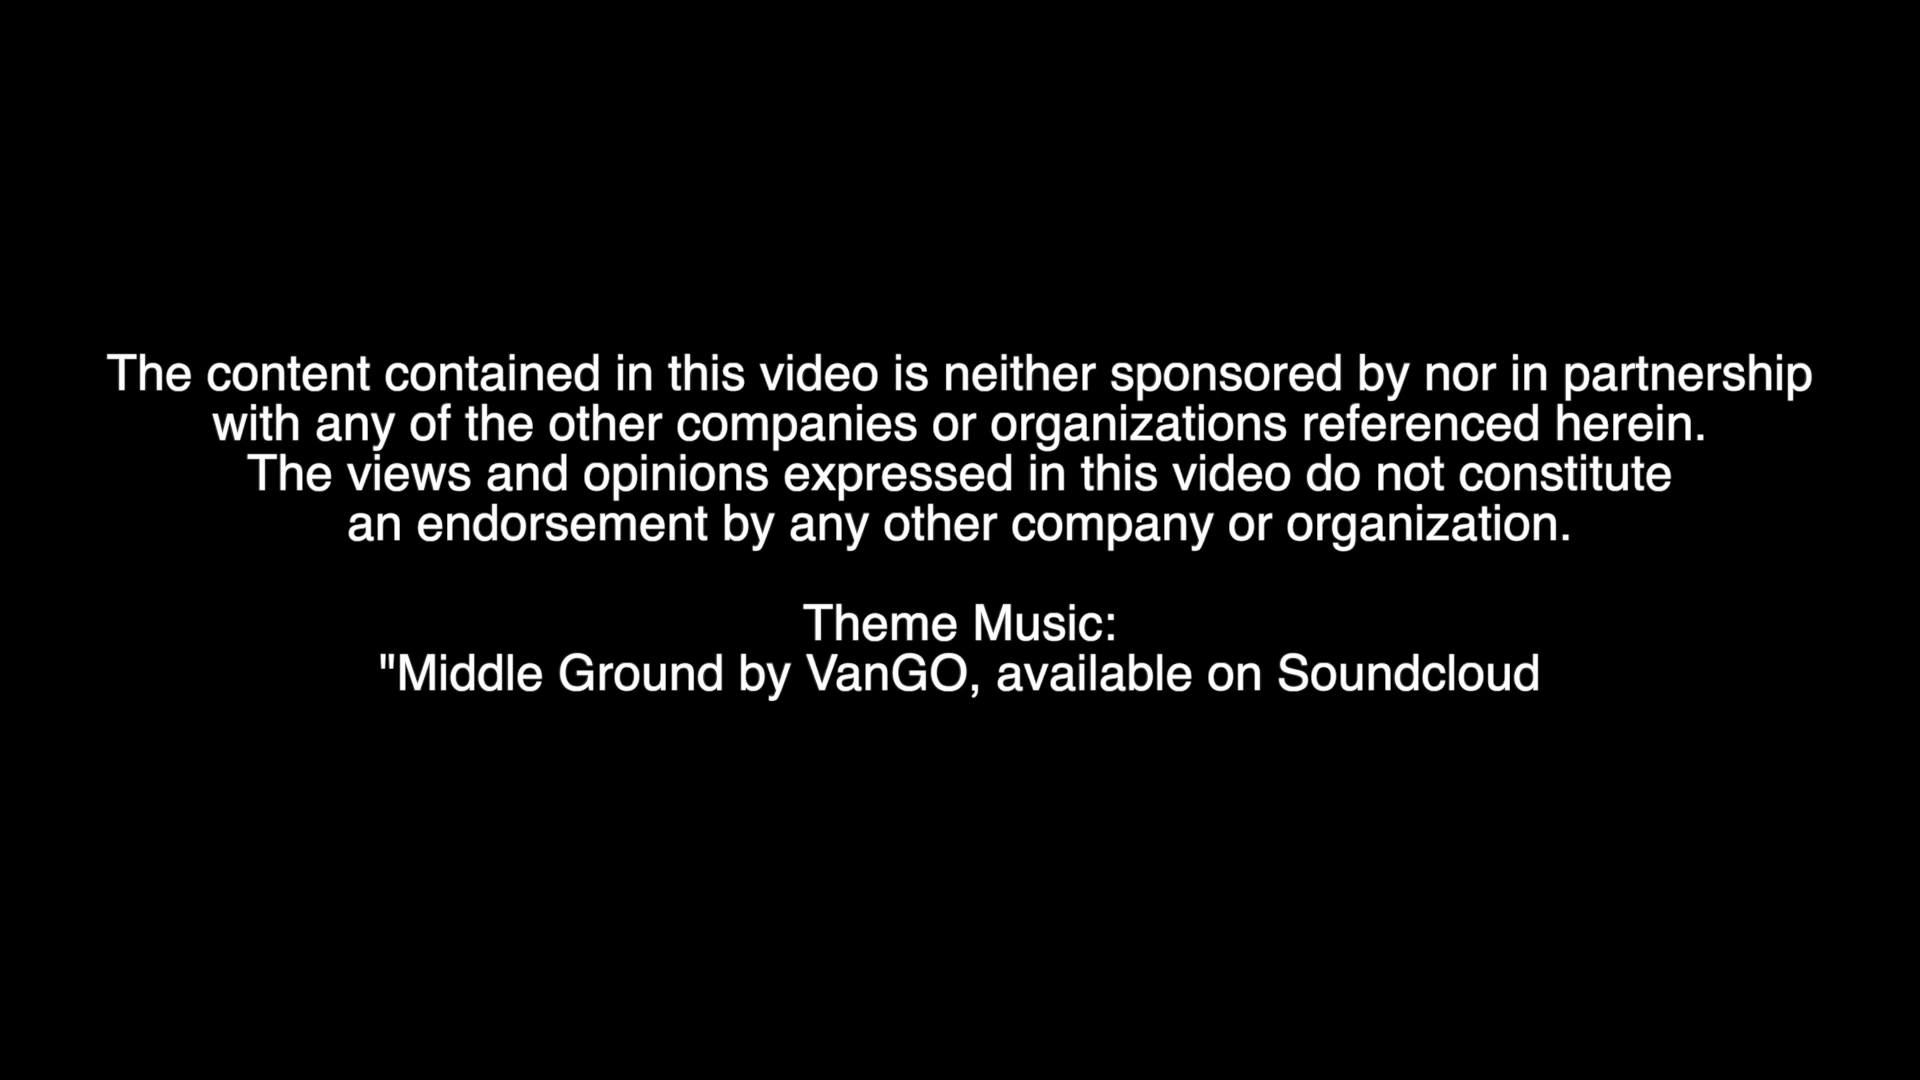 The content contained in this video is neither sponsored by nor in partnership
with any of the other companies or organizations referenced herein.
The views and opinions expressed in this video do not constitute
an endorsement by any other company or organization.
Theme Music:
"Middle Ground by VanGO, available on Soundcloud